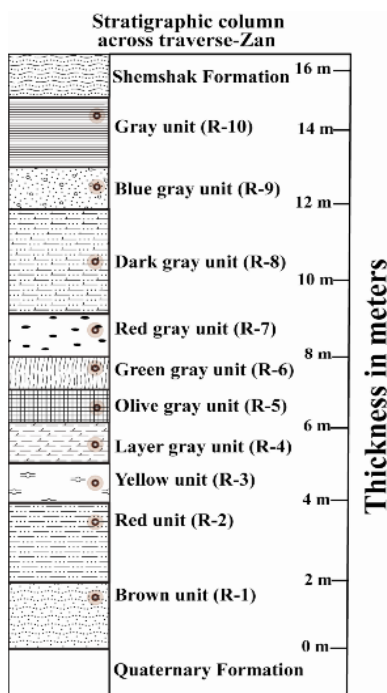 Stratigraphic column
across traverse-Zan
Shemshak Formation
16 m
Gray unit (R-10)
14 m
Blue gray unit (R-9)
12 m
Dark gray unit (R-8)
10 m
Red gray unit (R-7)
8 m
Green gray unit (R-6)
Olive gray unit (R-5)
6 m
Layer gray unit (R-4)
Yellow unit (R-3)
4 m
Red unit (R-2)
2 m
Brown unit (R-1)
0 m
Quaternary Formation
Thickness in meters